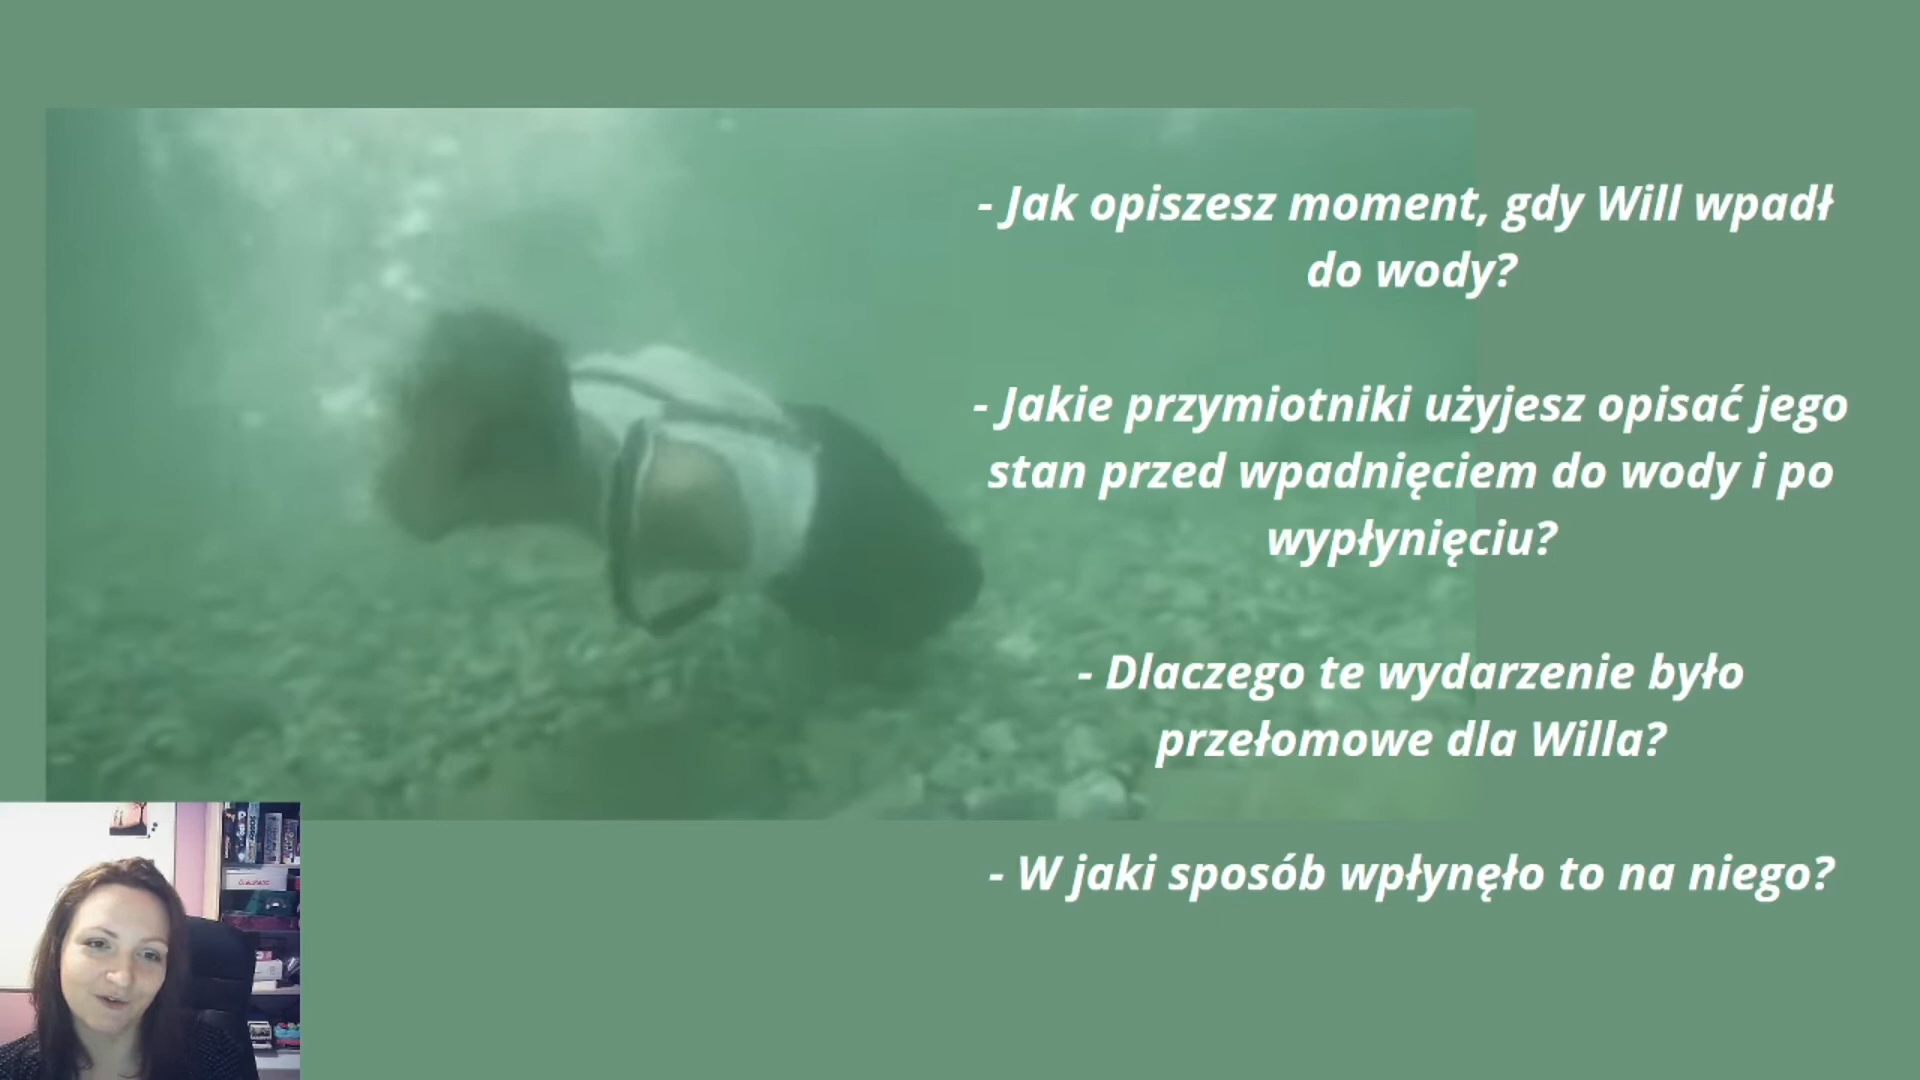 - Jak opiszesz moment, gdy Will wpadł
do wody?
- Jakie przymiotniki użyjesz opisać jego
stan przed wpadnięciem do wody i po
wypłynięciu?
- Dlaczego te wydarzenie było
przełomowe dla Willa?
- W jaki sposób wpłynęło to na niego?